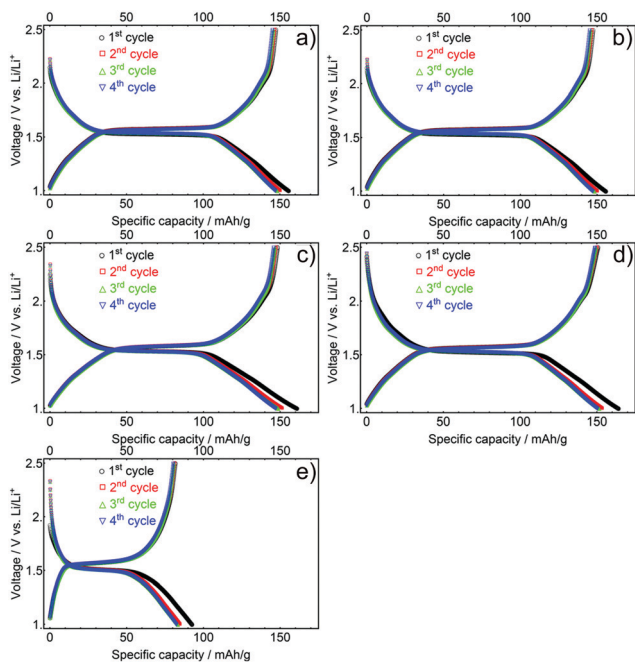 0 50 100 150
0 50 100 150
a)
b)
2.5
2.5
○ 1st cycle
○ 1st cycle
□ 2nd cycle
□ 2nd cycle
△ 3rd cycle
△ 3rd cycle
▽ 4th cycle
▽ 4th cycle
Voltage / V vs. Li/Li+
Voltage / V vs. Li/Li+
2.0
2.0
1.5
1.5
1.
1.
0 50 100 150
0 50 100 150
Specific capacity / mAh/g
Specific capacity / mAh/g
0 50 100 150
0 50 100 150
c)
d)
2.5
2.5
○ 1st cycle
○ 1st cycle
□ 2nd cycle
□ 2nd cycle
△ 3rd cycle
△ 3rd cycle
▽ 4th cycle
▽ 4th cycle
Voltage / V vs. Li/Li+
Voltage / V vs. Li/Li+
2.0
2.0
1.5
1.5
1.
1.
0 50 100 150
0 50 100 150
Specific capacity / mAh/g
Specific capacity / mAh/g
0 50 100 150
e)
2.5
○ 1st cycle
□ 2nd cycle
△ 3rd cycle
▽ 4th cycle
Voltage / V vs. Li/Li+
2.0
1.5
1.
0 50 100 150
Specific capacity / mAh/g